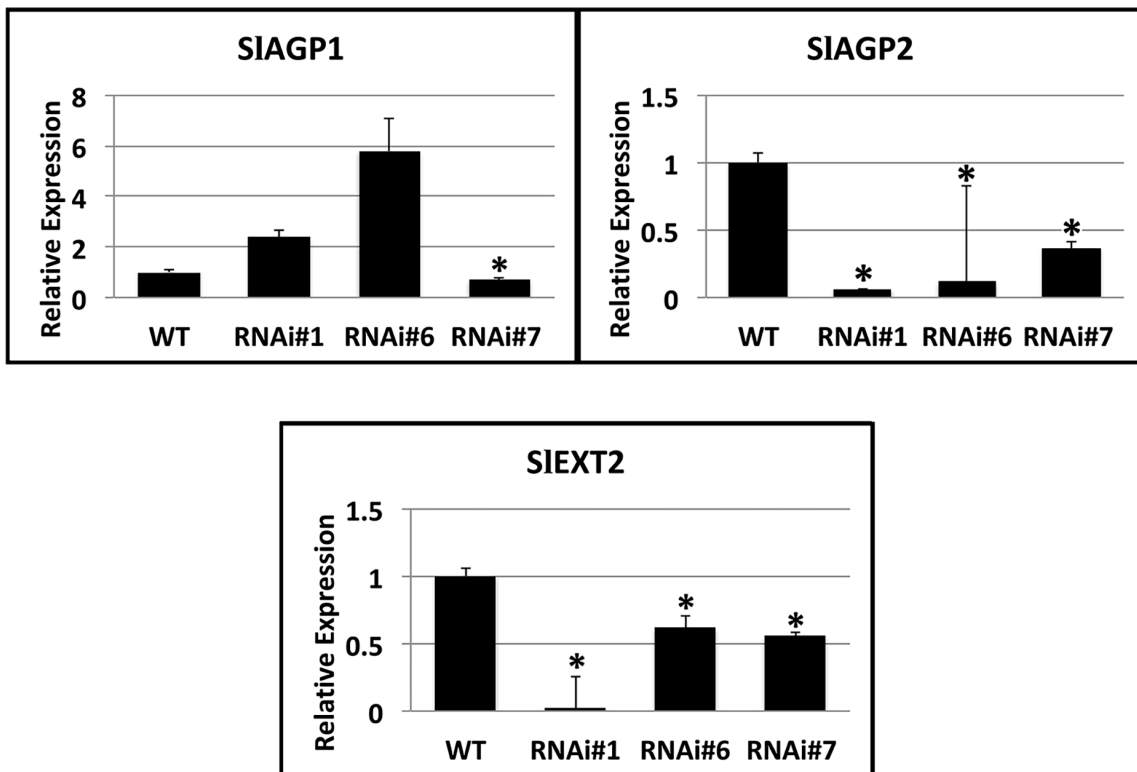 SlAGP1
Relative Expression
8
6
4
2
0
*
WT RNAi#1 RNAi#6 RNAi#7
SlAGP2
Relative Expression
1.5
1
0.5
0
* * *
WT RNAi#1 RNAi#6 RNAi#7
SlEXT2
Relative Expression
1.5
1
0.5
0
* * *
WT RNAi#1 RNAi#6 RNAi#7